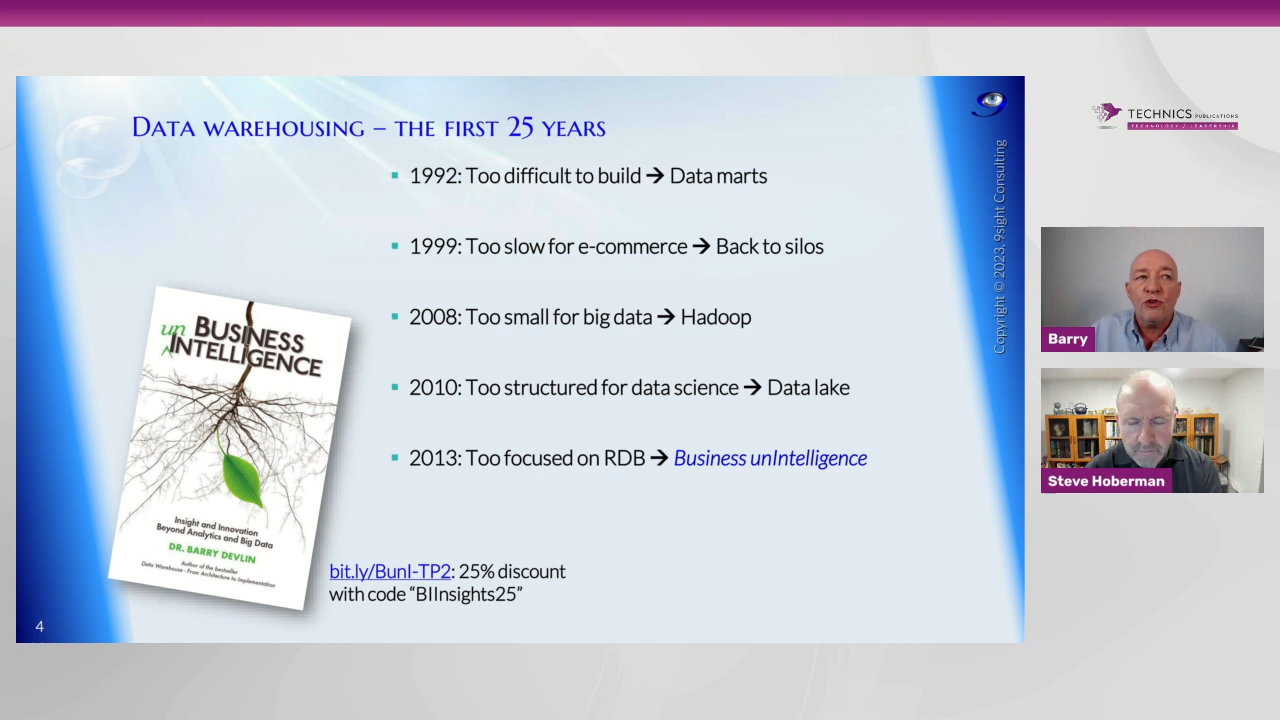 DATA WAREHOUSING – THE FIRST 25 YEARS
▪ 1992: Too difficult to build → Data marts
▪ 1999: Too slow for e-commerce → Back to silos
▪ 2008: Too small for big data → Hadoop
▪ 2010: Too structured for data science → Data lake
▪ 2013: Too focused on RDB → Business unIntelligence
un BUSINESS
INTELLIGENCE
Insight and Innovation
Beyond Analytics and Big Data
DR. BARRY DEVLIN
Author of the bestseller
Data Warehouse - From Architecture to Implementation
bit.ly/BunI-TP2: 25% discount
with code “BIInsights25”
4
Copyright © 2023, 9sight Consulting
TECHNICS PUBLICATIONS
TECHNOLOGY / LEADERSHIP
Barry
Steve Hoberman